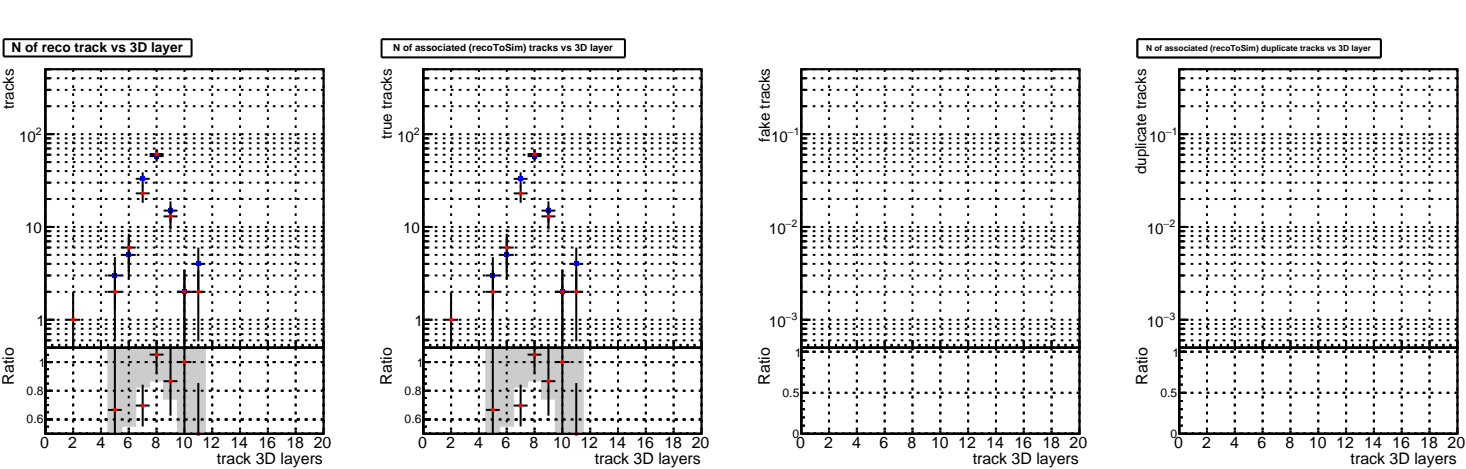 N of reco track vs 3D layer
tracks
10²
10
1
Ratio
1
0.8
0.6
0 2 4 6 8 10 12 14 16 18 20
track 3D layers
N of associated (recoToSim) tracks vs 3D layer
true tracks
10²
10
1
Ratio
1
0.8
0.6
0 2 4 6 8 10 12 14 16 18 20
track 3D layers
fake tracks
10⁻¹
10⁻²
10⁻³
Ratio
1
0.5
0
0 2 4 6 8 10 12 14 16 18 20
track 3D layers
N of associated (recoToSim) duplicate tracks vs 3D layer
duplicate tracks
10⁻¹
10⁻²
10⁻³
Ratio
1
0.5
0
0 2 4 6 8 10 12 14 16 18 20
track 3D layers